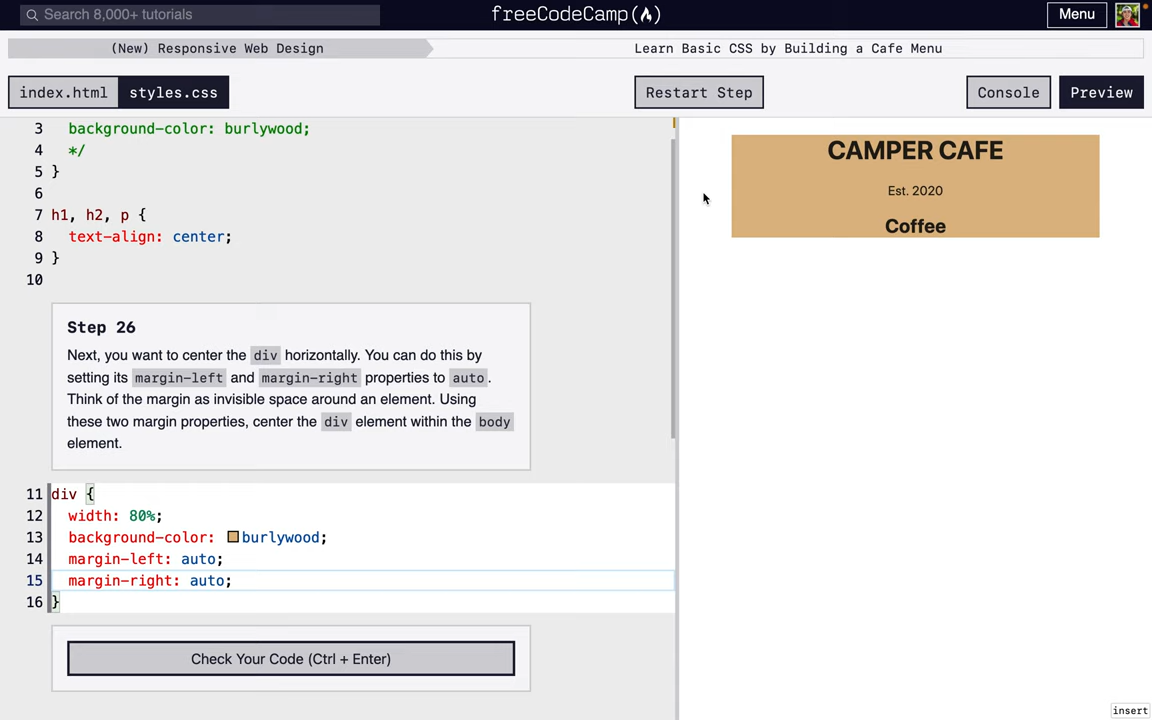 Search 8,000+ tutorials
freeCodeCamp
Menu
(New) Responsive Web Design
Learn Basic CSS by Building a Cafe Menu
index.html
styles.css
Restart Step
Console
Preview
3 background-color: burlywood;
4 */
5 }
6
7 h1, h2, p {
8 text-align: center;
9 }
10
Step 26
Next, you want to center the div horizontally. You can do this by
setting its margin-left and margin-right properties to auto.
Think of the margin as invisible space around an element. Using
these two margin properties, center the div element within the body
element.
11 div {
12 width: 80%;
13 background-color: burlywood;
14 margin-left: auto;
15 margin-right: auto;
16 }
Check Your Code (Ctrl + Enter)
CAMPER CAFE
Est. 2020
Coffee
insert